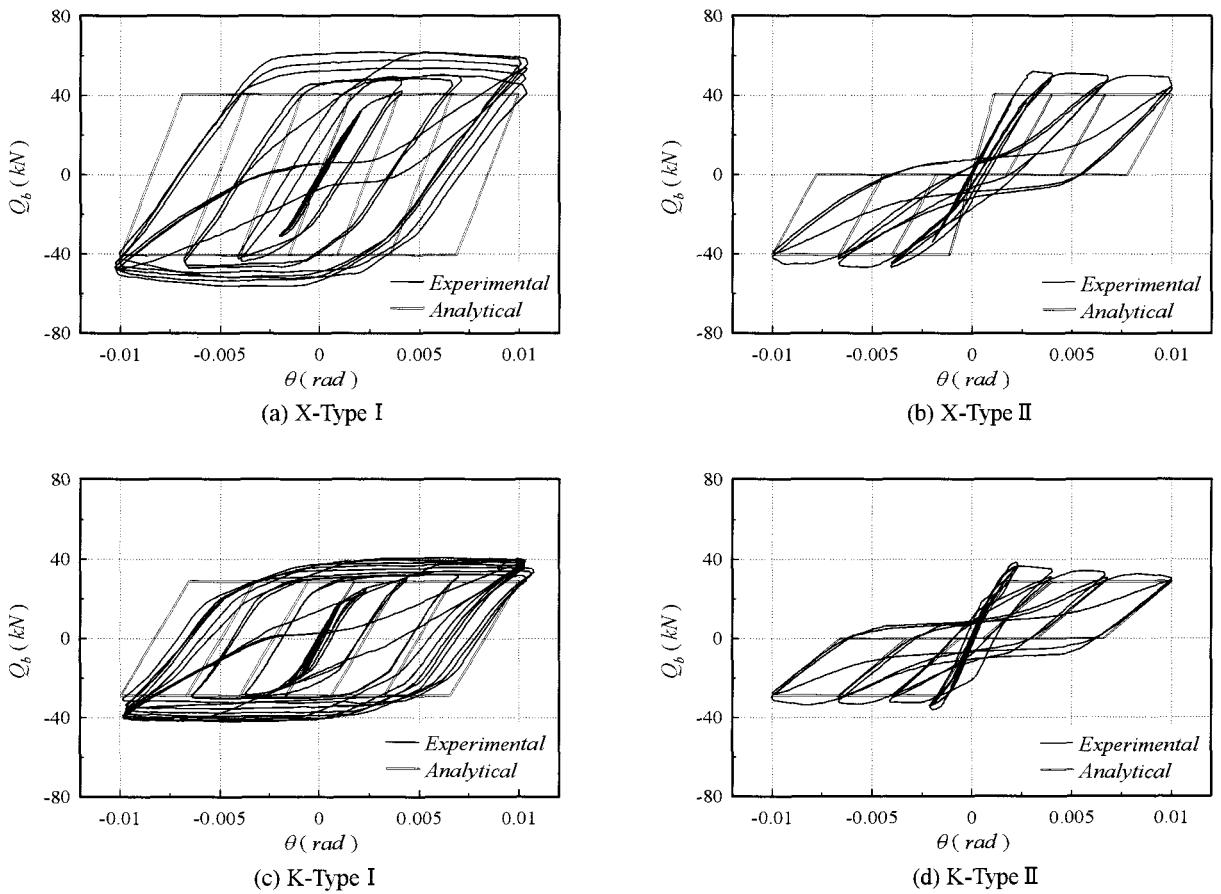 80
40
0
-40
-80
Q_b ( kN )
Experimental
Analytical
-0.01 -0.005 0 0.005 0.01
θ ( rad )
(a) X-Type Ⅰ
80
40
0
-40
-80
Q_b ( kN )
Experimental
Analytical
-0.01 -0.005 0 0.005 0.01
θ ( rad )
(b) X-Type Ⅱ
80
40
0
-40
-80
Q_b ( kN )
Experimental
Analytical
-0.01 -0.005 0 0.005 0.01
θ ( rad )
(c) K-Type Ⅰ
80
40
0
-40
-80
Q_b ( kN )
Experimental
Analytical
-0.01 -0.005 0 0.005 0.01
θ ( rad )
(d) K-Type Ⅱ